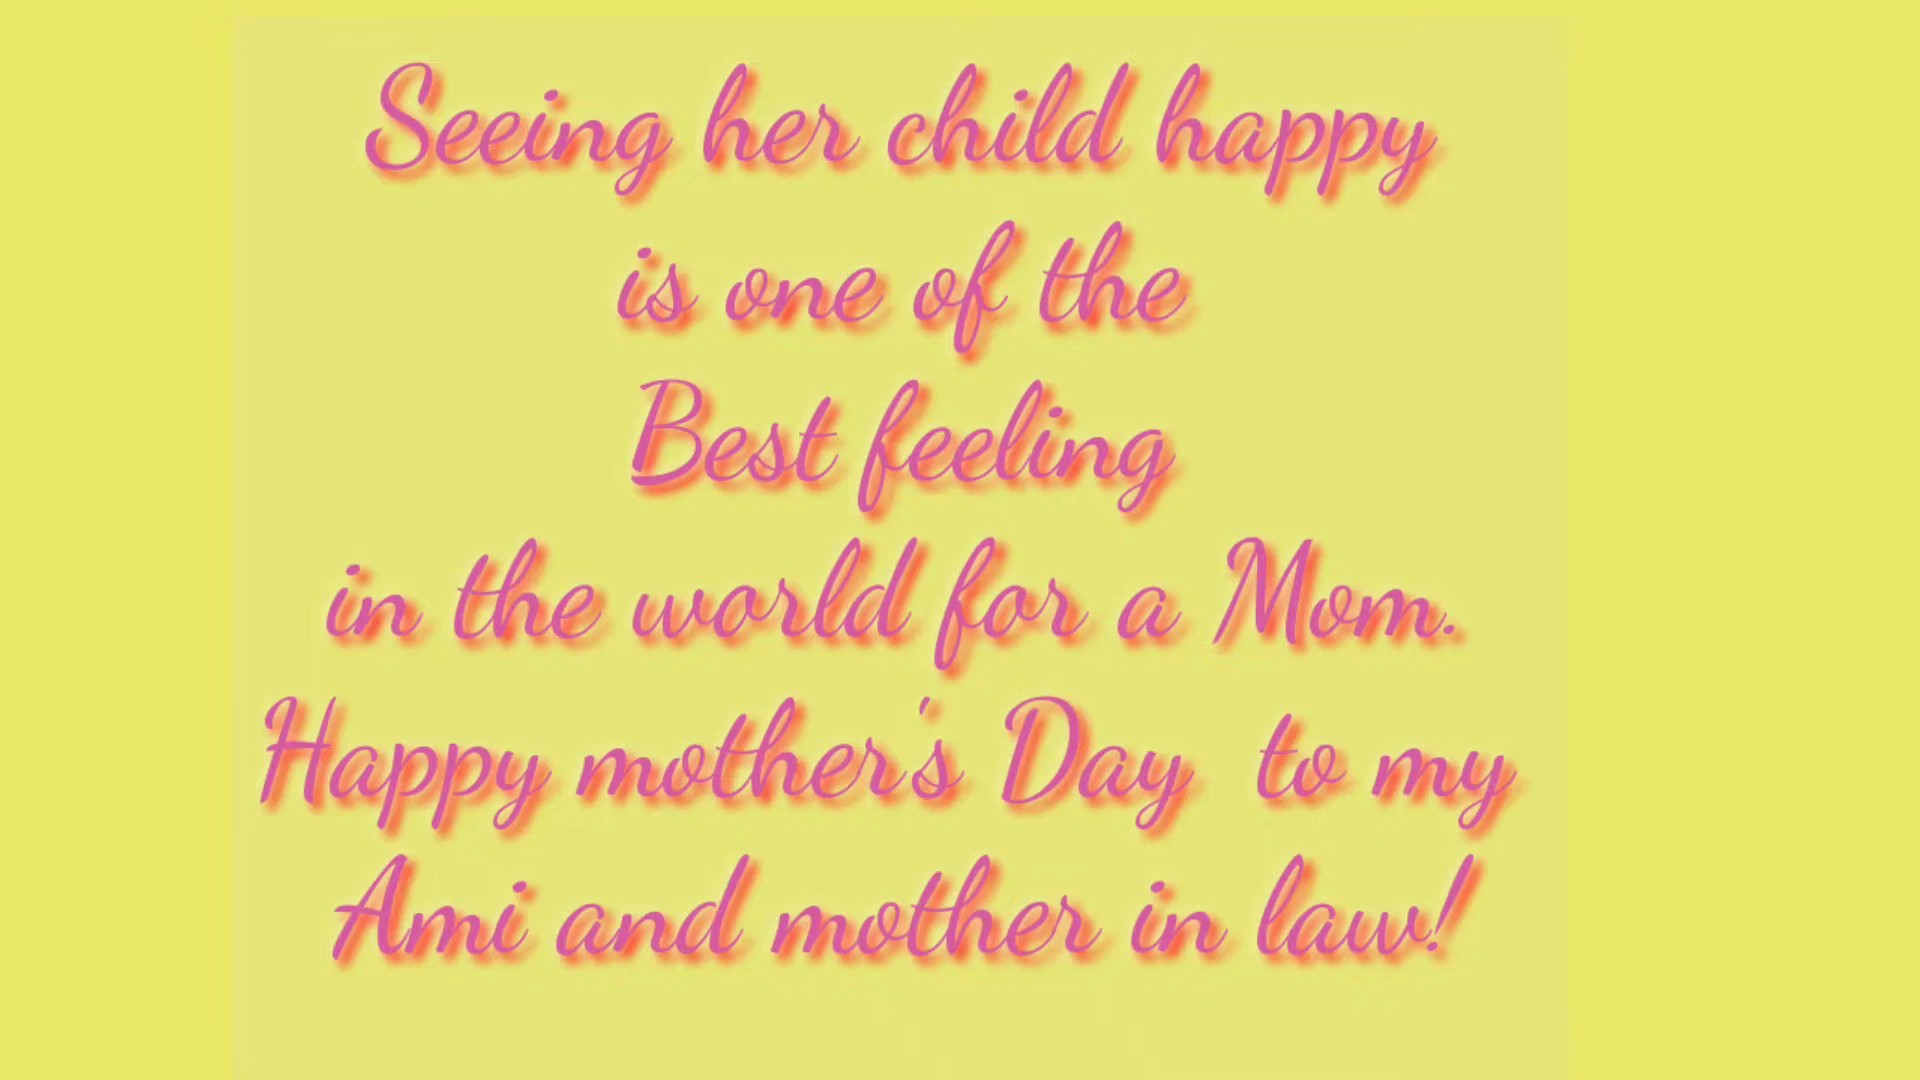 Seeing her child happy
is one of the
Best feeling
in the world for a Mom.
Happy mother's Day to my
Ami and mother in law!